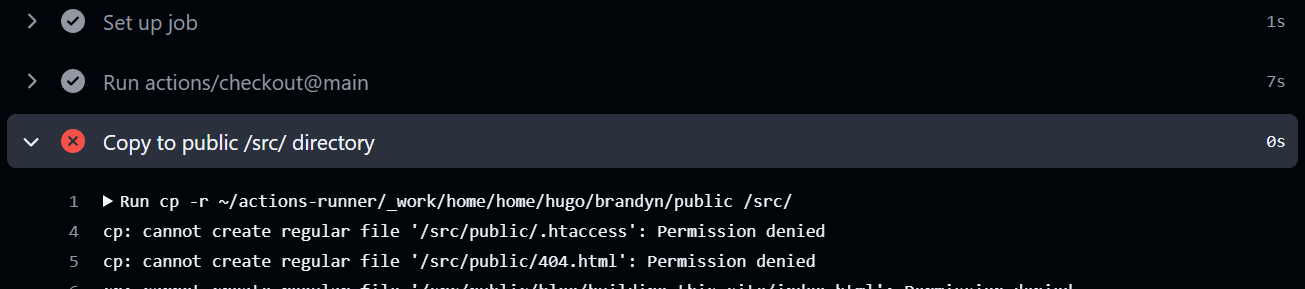 Set up job 1s
Run actions/checkout@main 7s
Copy to public /src/ directory 0s
1 Run cp -r ~/actions-runner/_work/home/home/hugo/brandyn/public /src/
4 cp: cannot create regular file '/src/public/.htaccess': Permission denied
5 cp: cannot create regular file '/src/public/404.html': Permission denied